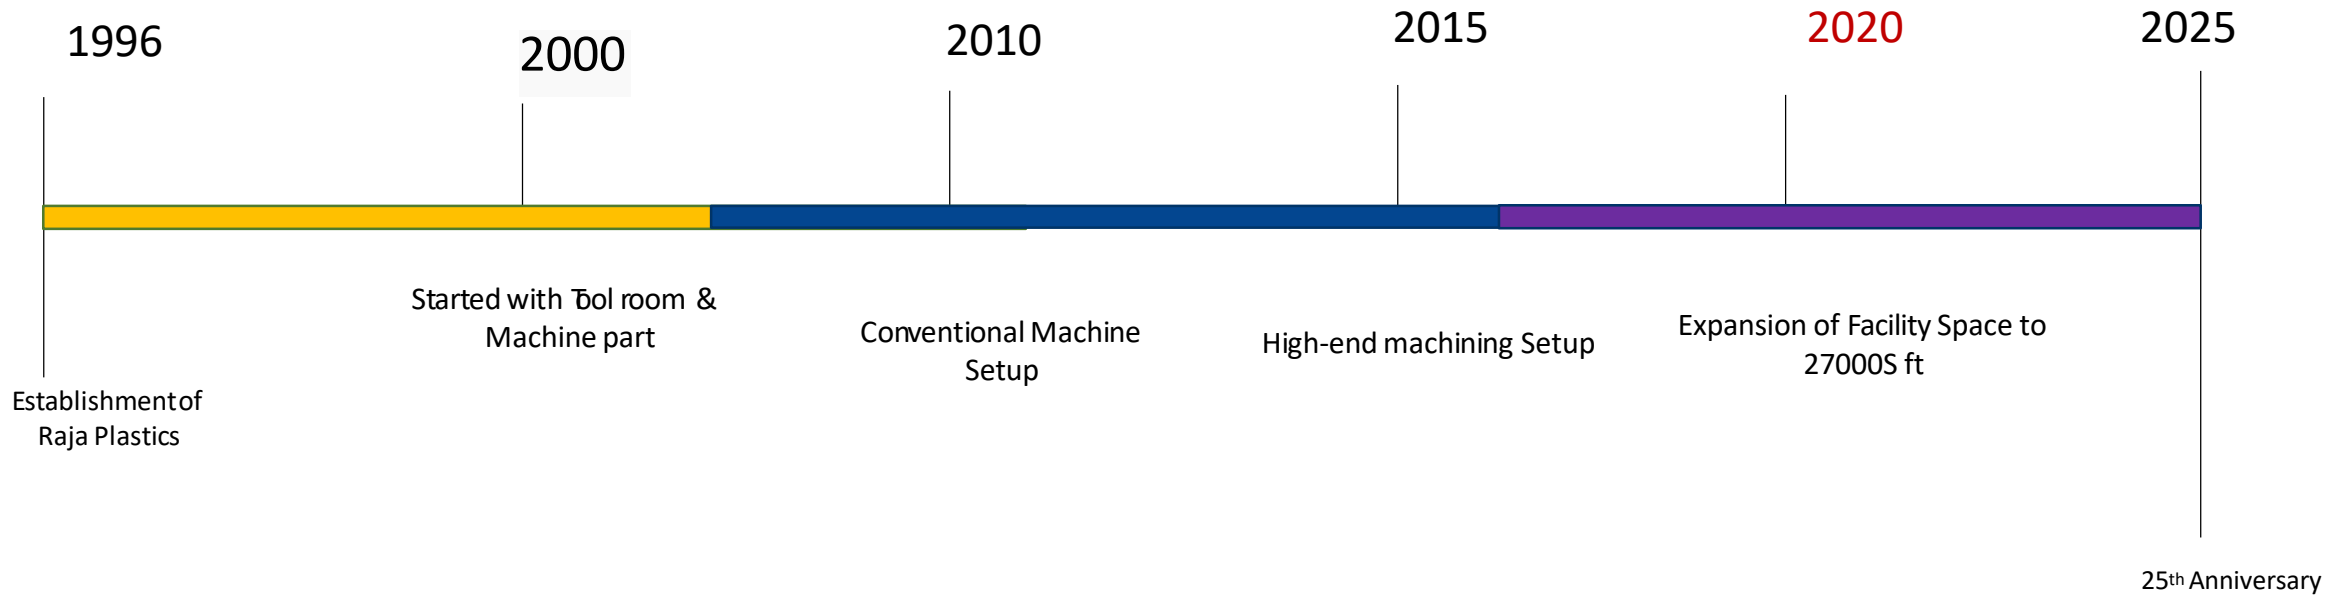 1996
2000
2010
2015
2020
2025
Started with Tool room &
Machine part
Conventional Machine
Setup
High-end machining Setup
Expansion of Facility Space to
27000S ft
Establishment of
Raja Plastics
25th Anniversary